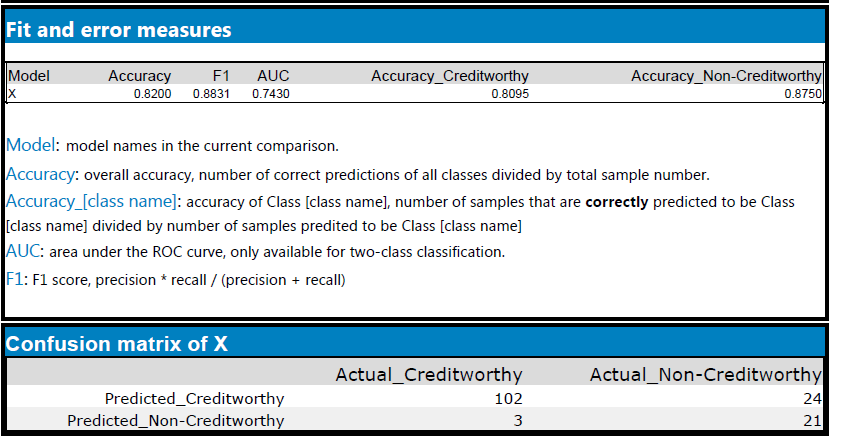 Fit and error measures
Model Accuracy F1 AUC Accuracy_Creditworthy Accuracy_Non-Creditworthy
X 0.8200 0.8831 0.7430 0.8095 0.8750
Model: model names in the current comparison.
Accuracy: overall accuracy, number of correct predictions of all classes divided by total sample number.
Accuracy_[class name]: accuracy of Class [class name], number of samples that are correctly predicted to be Class
[class name] divided by number of samples predited to be Class [class name]
AUC: area under the ROC curve, only available for two-class classification.
F1: F1 score, precision * recall / (precision + recall)
Confusion matrix of X
Actual_Creditworthy Actual_Non-Creditworthy
Predicted_Creditworthy 102 24
Predicted_Non-Creditworthy 3 21